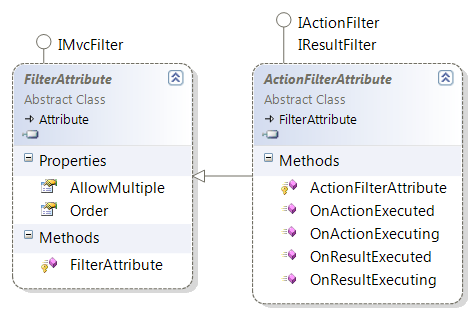 IMvcFilter
FilterAttribute
Abstract Class
Attribute
Properties
AllowMultiple
Order
Methods
FilterAttribute
IActionFilter
IResultFilter
ActionFilterAttribute
Abstract Class
FilterAttribute
Methods
ActionFilterAttribute
OnActionExecuted
OnActionExecuting
OnResultExecuted
OnResultExecuting